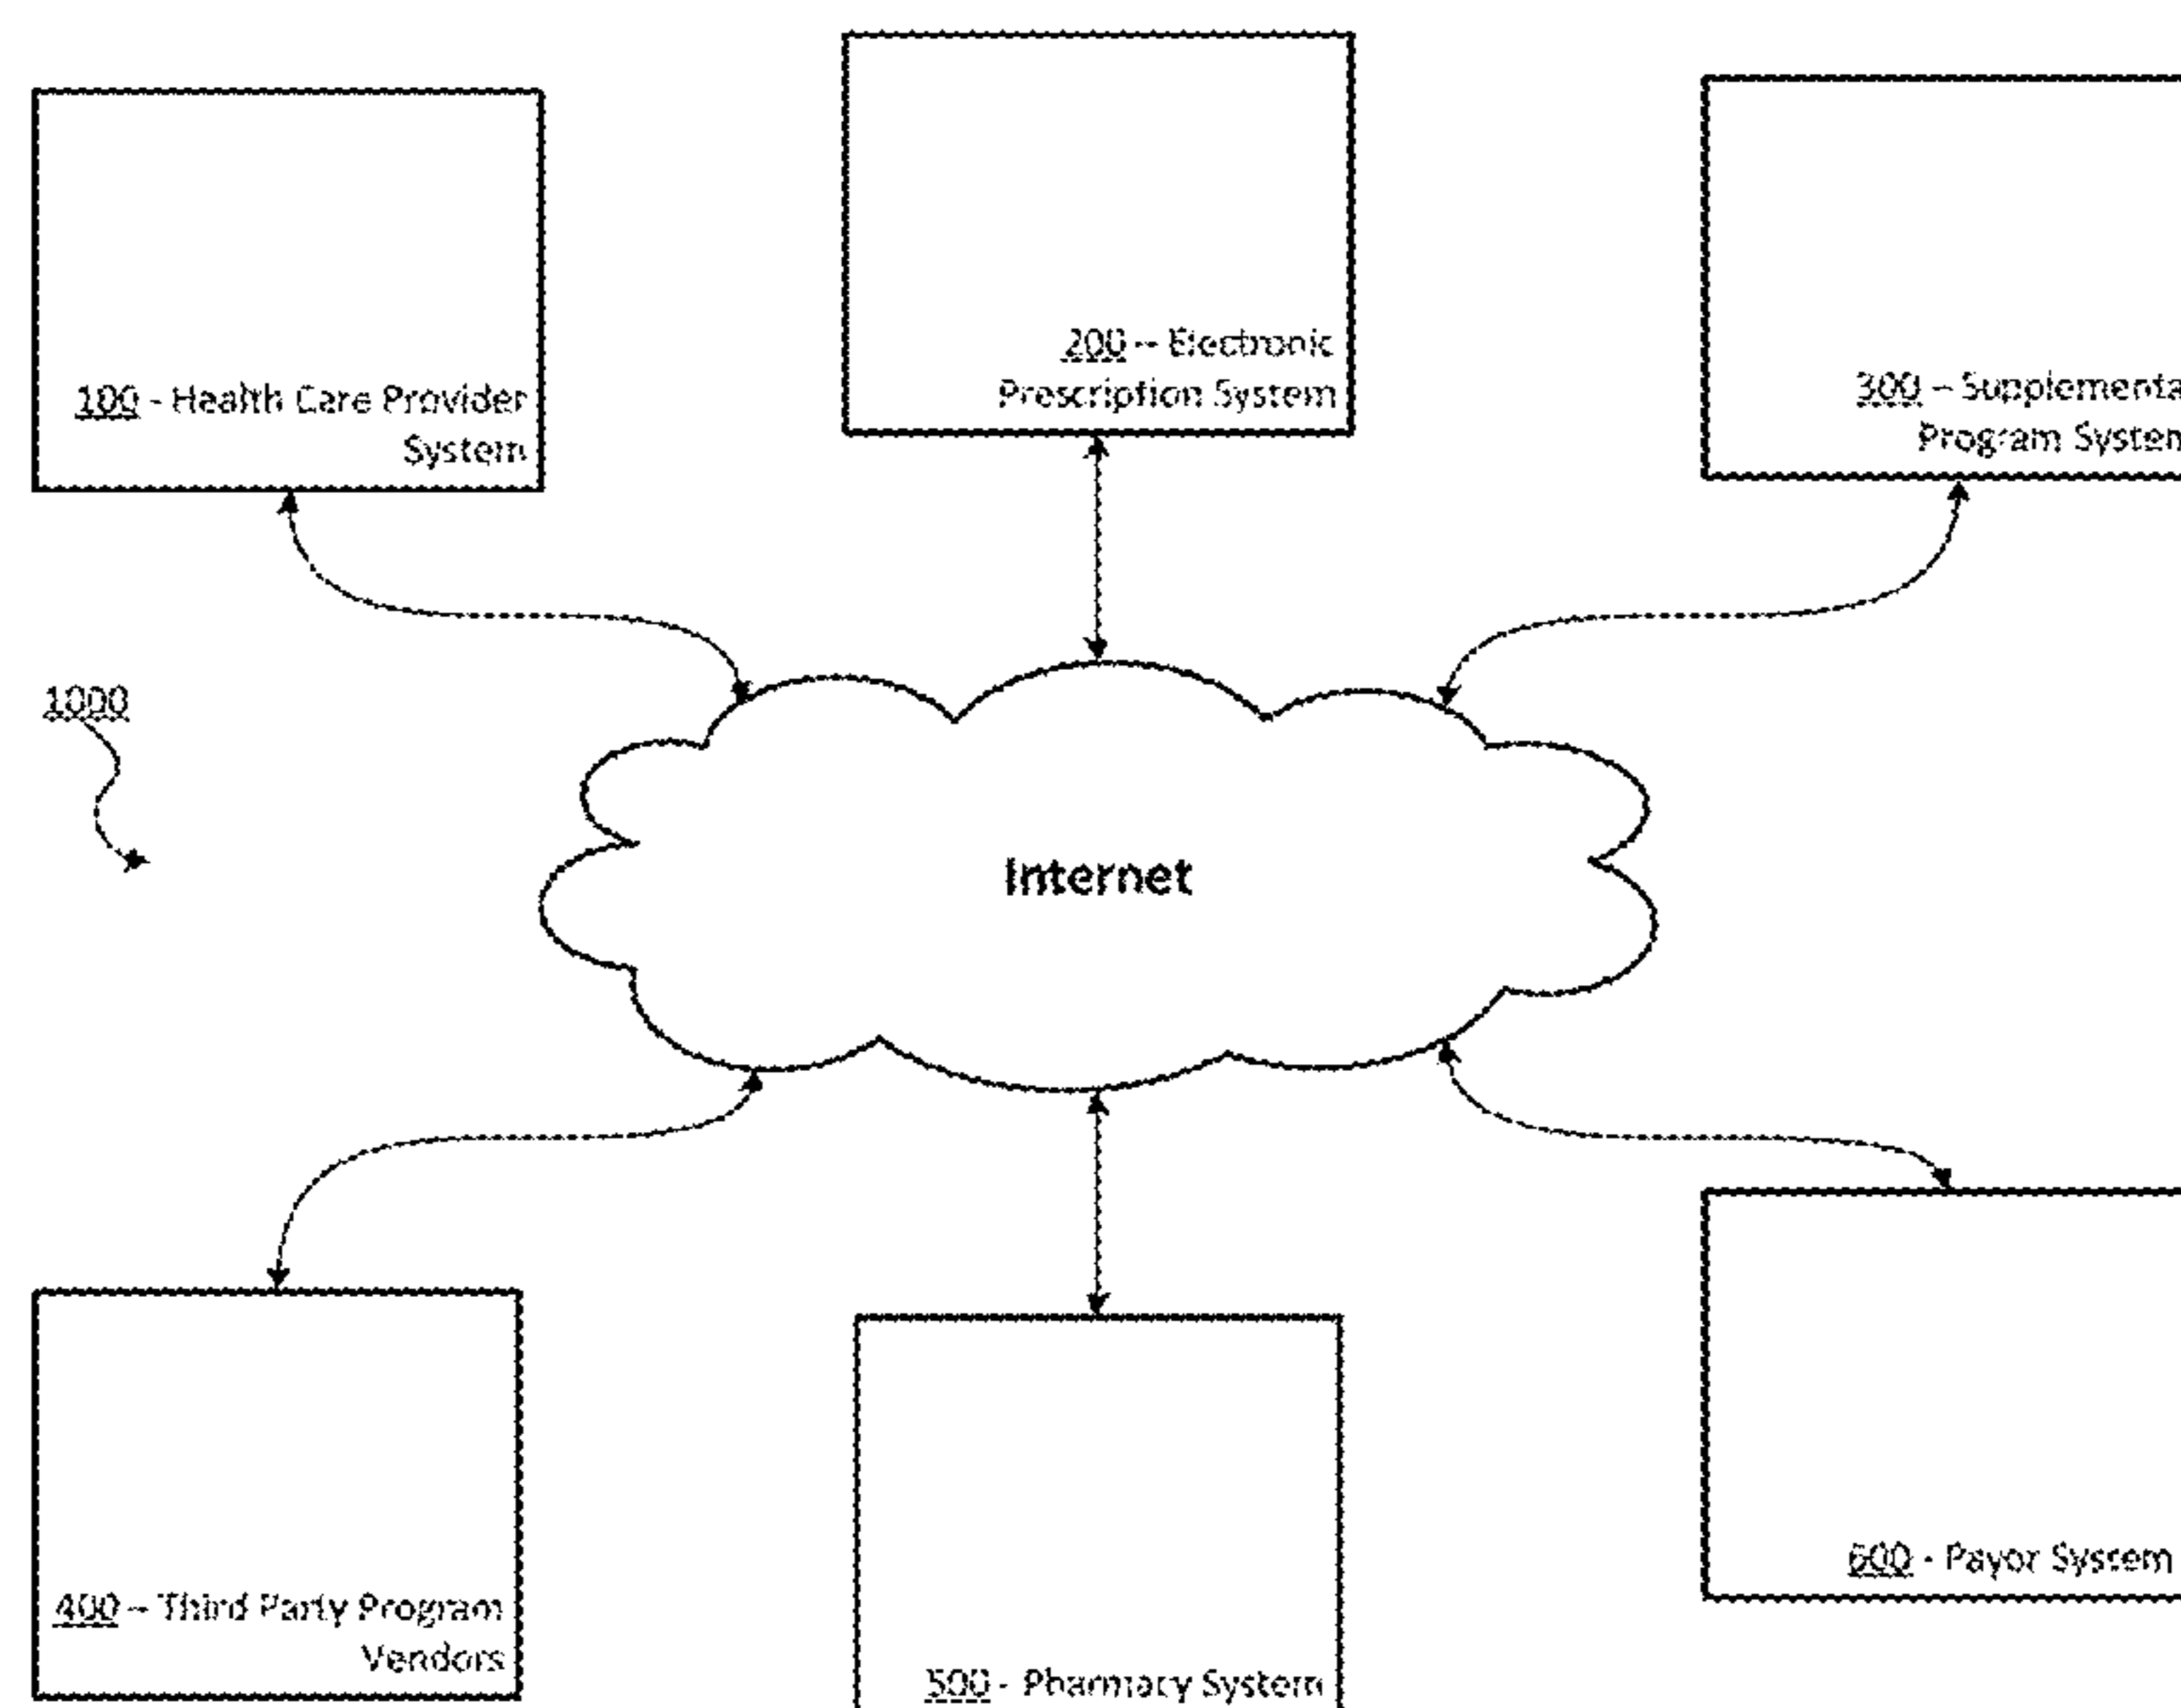 200 – Electronic
Prescription System
100 - Health Care Provider
System
300 – Supplementa
Program System
1000
Internet
600 - Payor System
400 – Third Party Program
Vendors
500 - Pharmacy System